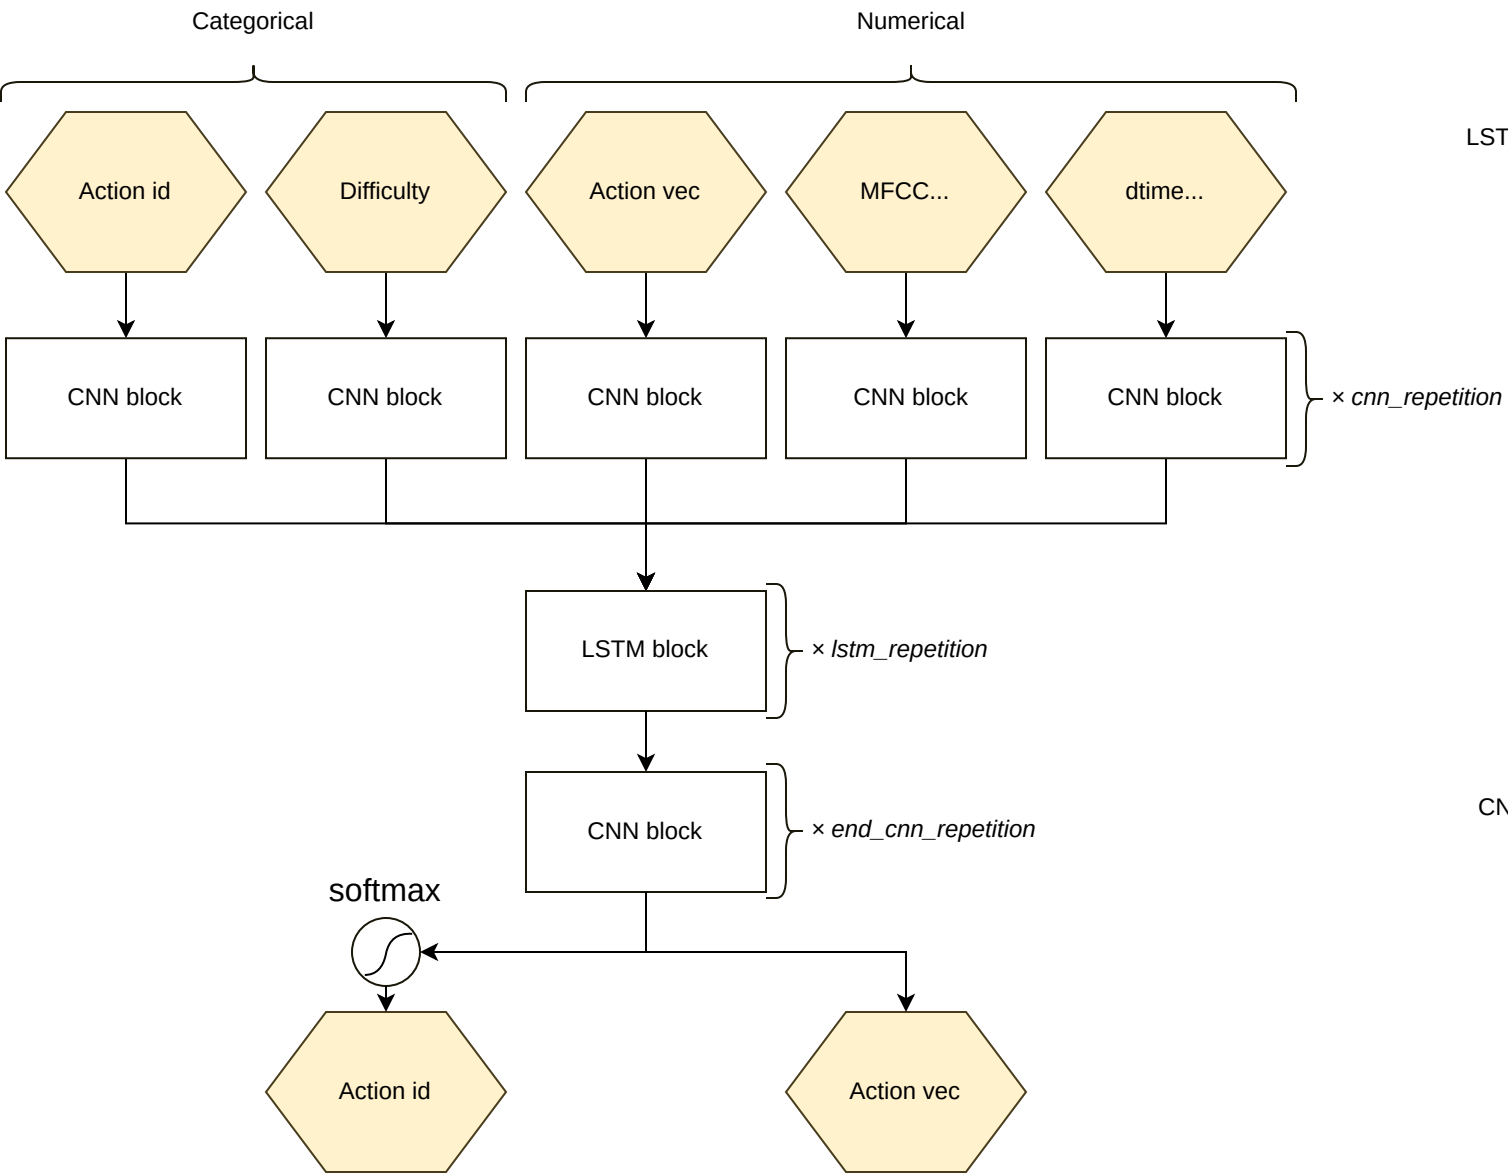 Categorical
Numerical
Action id
Difficulty
Action vec
MFCC...
dtime...
LST
CNN block
CNN block
CNN block
CNN block
CNN block
× cnn_repetition
LSTM block
× lstm_repetition
CNN block
× end_cnn_repetition
CN
softmax
Action id
Action vec